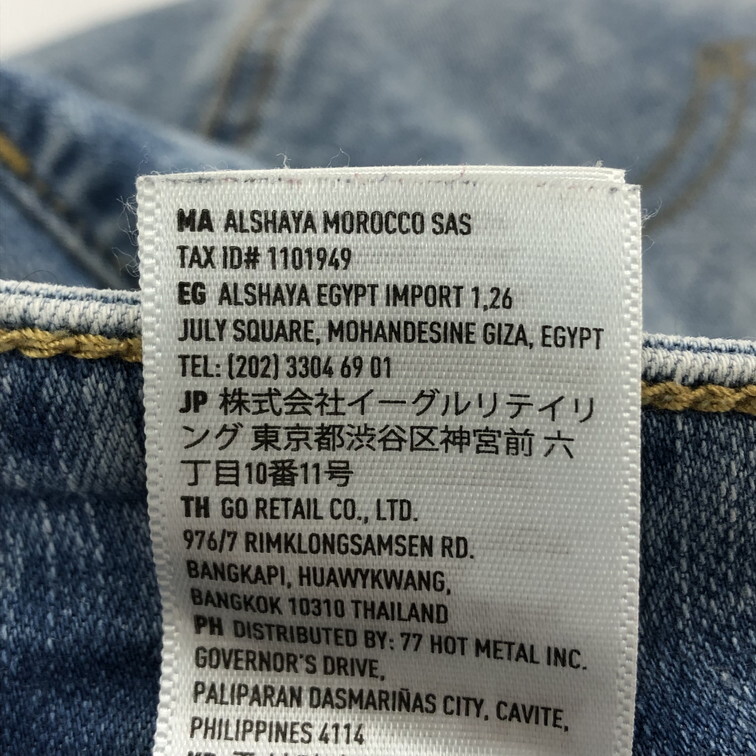 MA ALSHAYA MOROCCO SAS
TAX ID# 1101949
EG ALSHAYA EGYPT IMPORT 1,26
JULY SQUARE, MOHANDESINE GIZA, EGYPT
TEL: (202) 3304 69 01
JP 株式会社イーグルリテイリ
ング 東京都渋谷区神宮前 六
丁目10番11号
TH GO RETAIL CO., LTD.
976/7 RIMKLONGSAMSEN RD.
BANGKAPI, HUAWYKWANG,
BANGKOK 10310 THAILAND
PH DISTRIBUTED BY: 77 HOT METAL INC.
GOVERNOR'S DRIVE,
PALIPARAN DASMARIÑAS CITY, CAVITE,
PHILIPPINES 4114